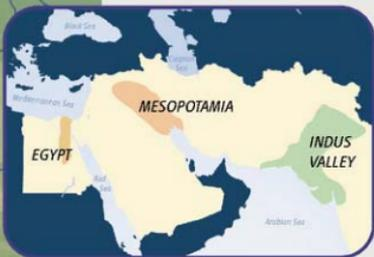 Black Sea
Caspian
Sea
Mediterranean Sea
MESOPOTAMIA
EGYPT
INDUS
VALLEY
Red
Sea
Arabian Sea